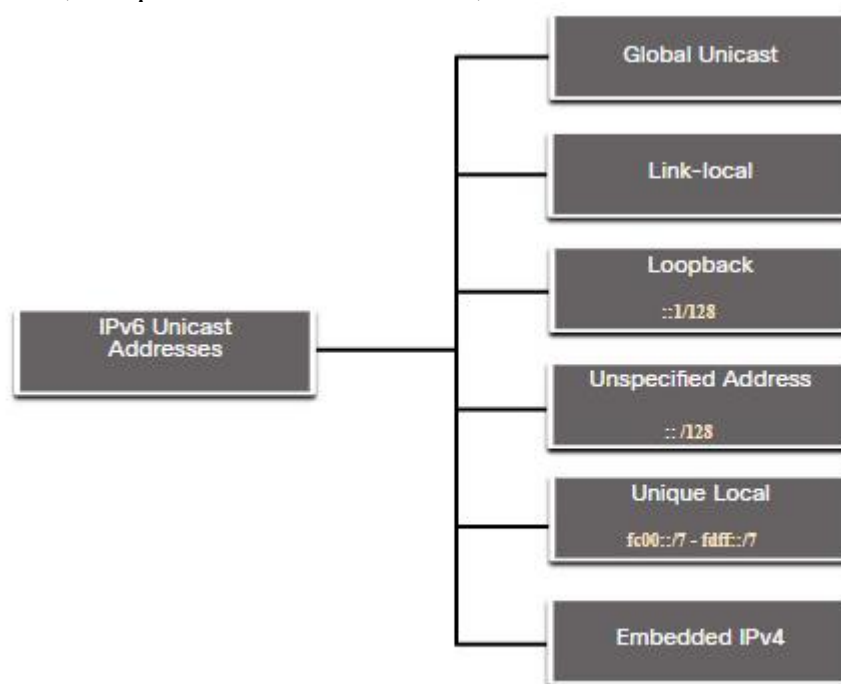 Global Unicast
Link-local
Loopback
::1/128
IPv6 Unicast
Addresses
Unspecified Address
:: /128
Unique Local
fc00::/7 - fdff::/7
Embedded IPv4